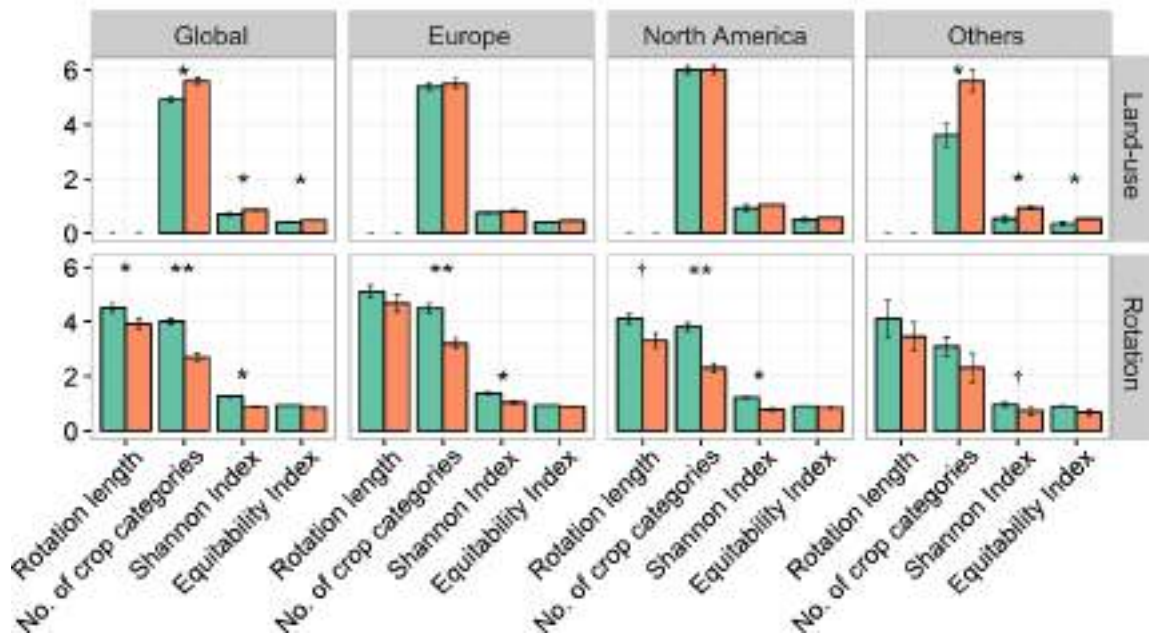 Global Europe North America Others
Land-use
6 * *
4
2 * * * *
0
Rotation
6 * ** ** † **
4
2 * * * †
0
Rotation length No. of crop categories Shannon Index Equitability Index Rotation length No. of crop categories Shannon Index Equitability Index Rotation length No. of crop categories Shannon Index Equitability Index Rotation length No. of crop categories Shannon Index Equitability Index